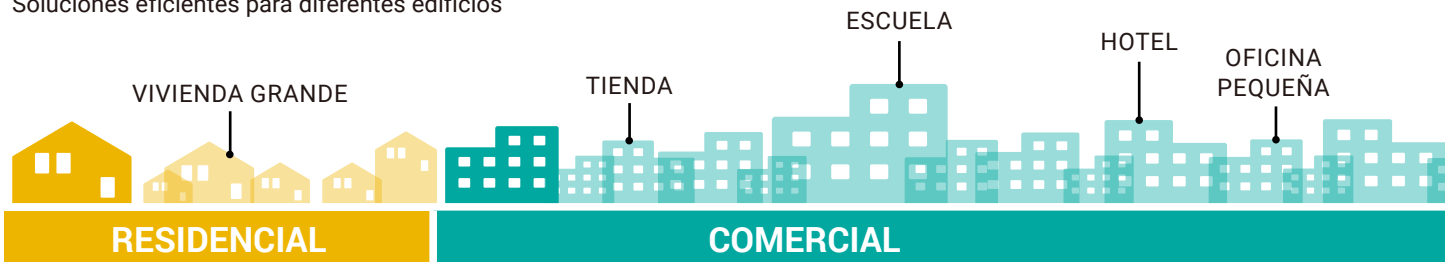 Soluciones eficientes para diferentes edificios
ESCUELA
HOTEL
OFICINA
PEQUEÑA
TIENDA
VIVIENDA GRANDE
RESIDENCIAL
COMERCIAL